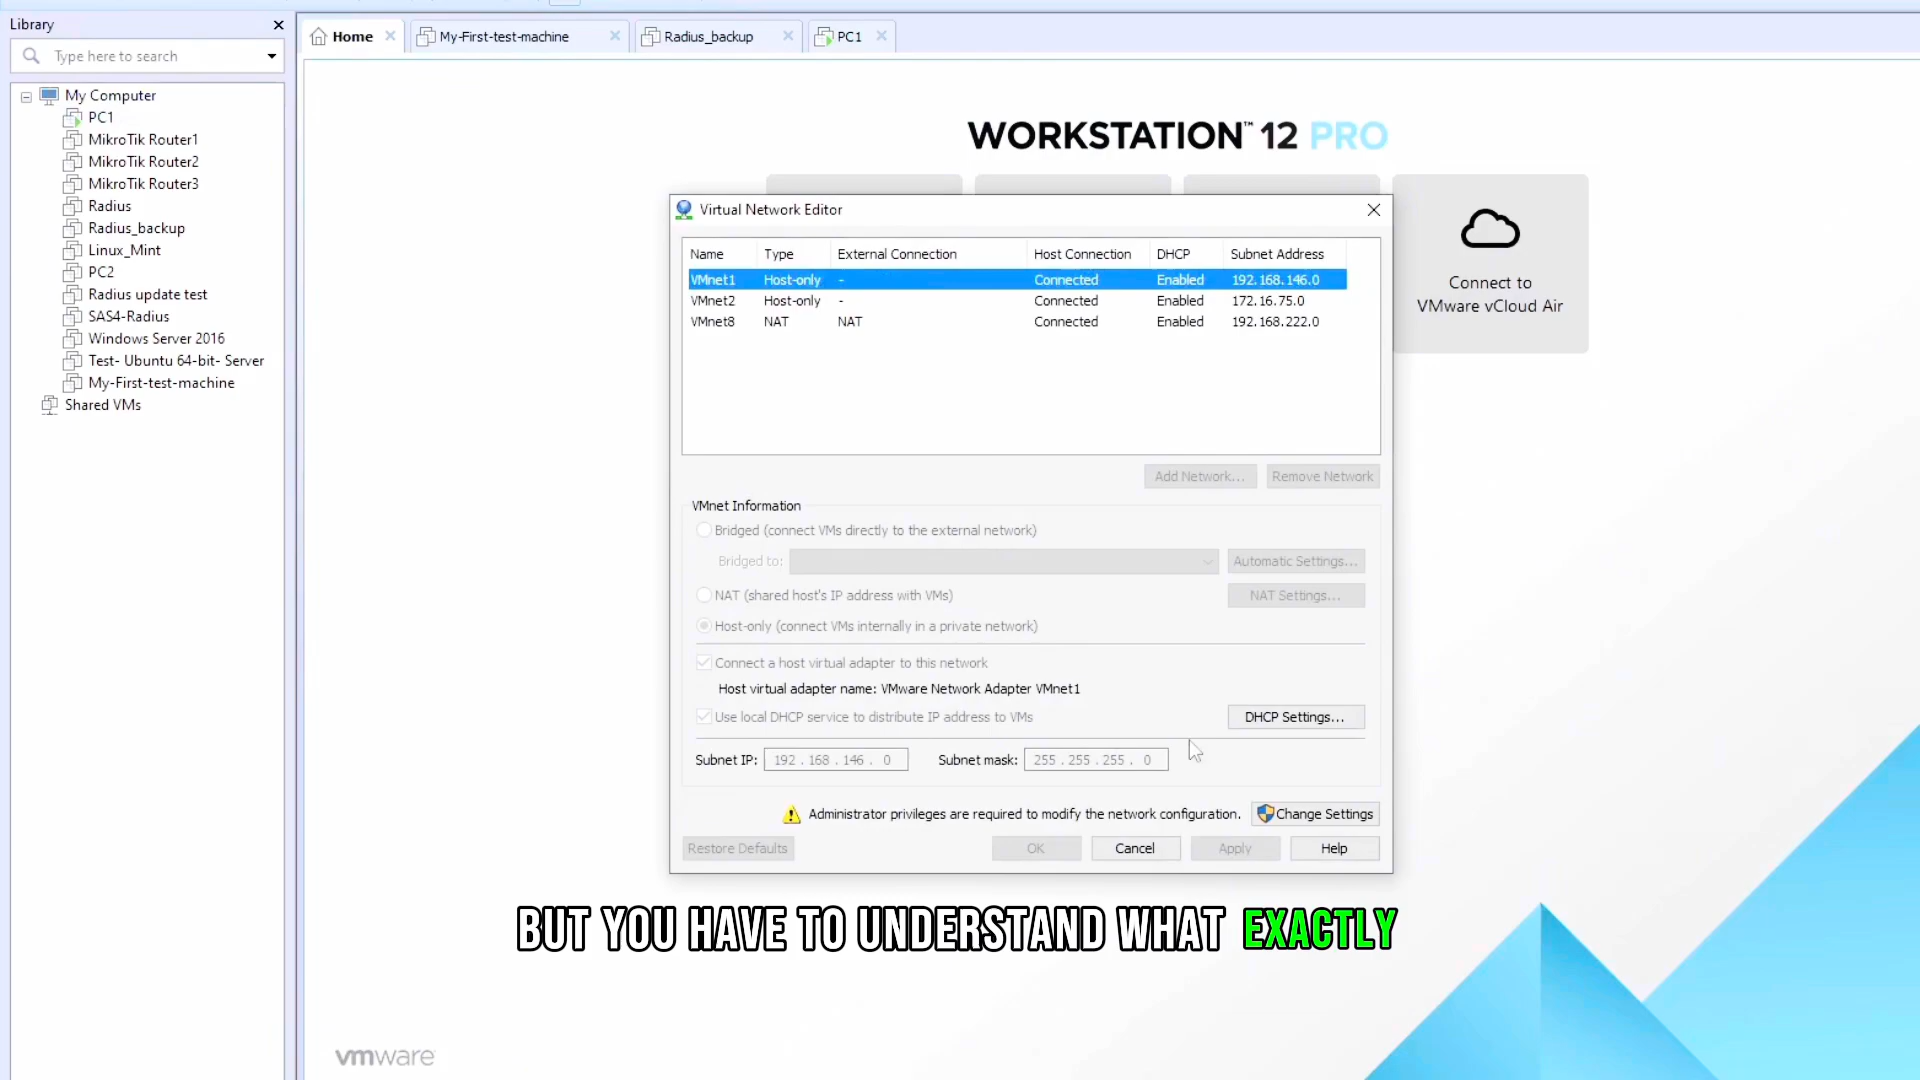 Library
Type here to search
My Computer
PC1
MikroTik Router1
MikroTik Router2
MikroTik Router3
Radius
Radius_backup
Linux_Mint
PC2
Radius update test
SAS4-Radius
Windows Server 2016
Test- Ubuntu 64-bit- Server
My-First-test-machine
Shared VMs
Home My-First-test-machine Radius_backup PC1
WORKSTATION™ 12 PRO
Connect to
VMware vCloud Air
Virtual Network Editor
Name Type External Connection Host Connection DHCP Subnet Address
VMnet1 Host-only - Connected Enabled 192.168.146.0
VMnet2 Host-only - Connected Enabled 172.16.75.0
VMnet8 NAT NAT Connected Enabled 192.168.222.0
Add Network... Remove Network
VMnet Information
Bridged (connect VMs directly to the external network)
Bridged to: Automatic Settings...
NAT (shared host's IP address with VMs) NAT Settings...
Host-only (connect VMs internally in a private network)
Connect a host virtual adapter to this network
Host virtual adapter name: VMware Network Adapter VMnet1
Use local DHCP service to distribute IP address to VMs DHCP Settings...
Subnet IP: 192 . 168 . 146 . 0 Subnet mask: 255 . 255 . 255 . 0
Administrator privileges are required to modify the network configuration. Change Settings
Restore Defaults OK Cancel Apply Help
BUT YOU HAVE TO UNDERSTAND WHAT EXACTLY
vmware